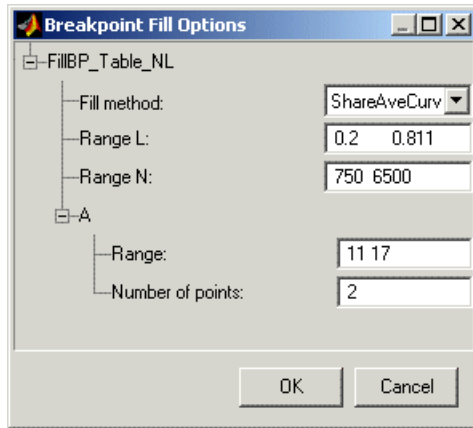 Breakpoint Fill Options
FillBP_Table_NL
Fill method: ShareAveCurv
Range L: 0.2 0.811
Range N: 750 6500
A
Range: 11 17
Number of points: 2
OK Cancel